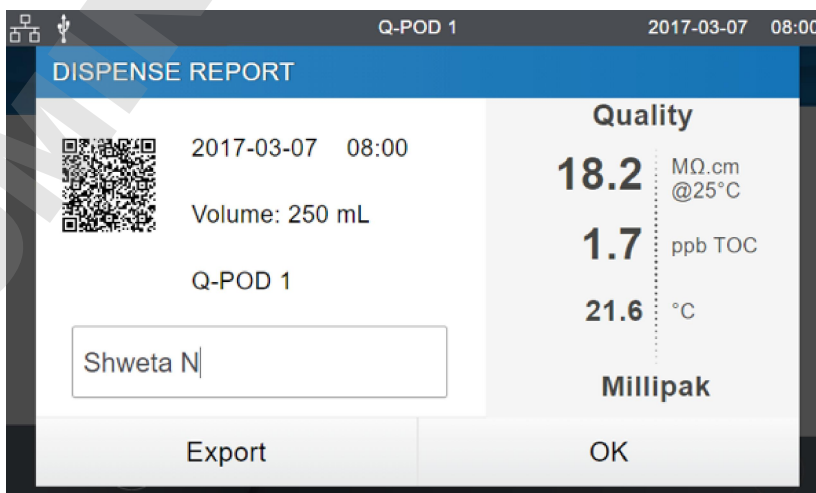 Q-POD 1 2017-03-07 08:00
DISPENSE REPORT
2017-03-07 08:00
Volume: 250 mL
Q-POD 1
Shweta N
Quality
18.2 MΩ.cm
@25°C
1.7 ppb TOC
21.6 °C
Millipak
Export OK